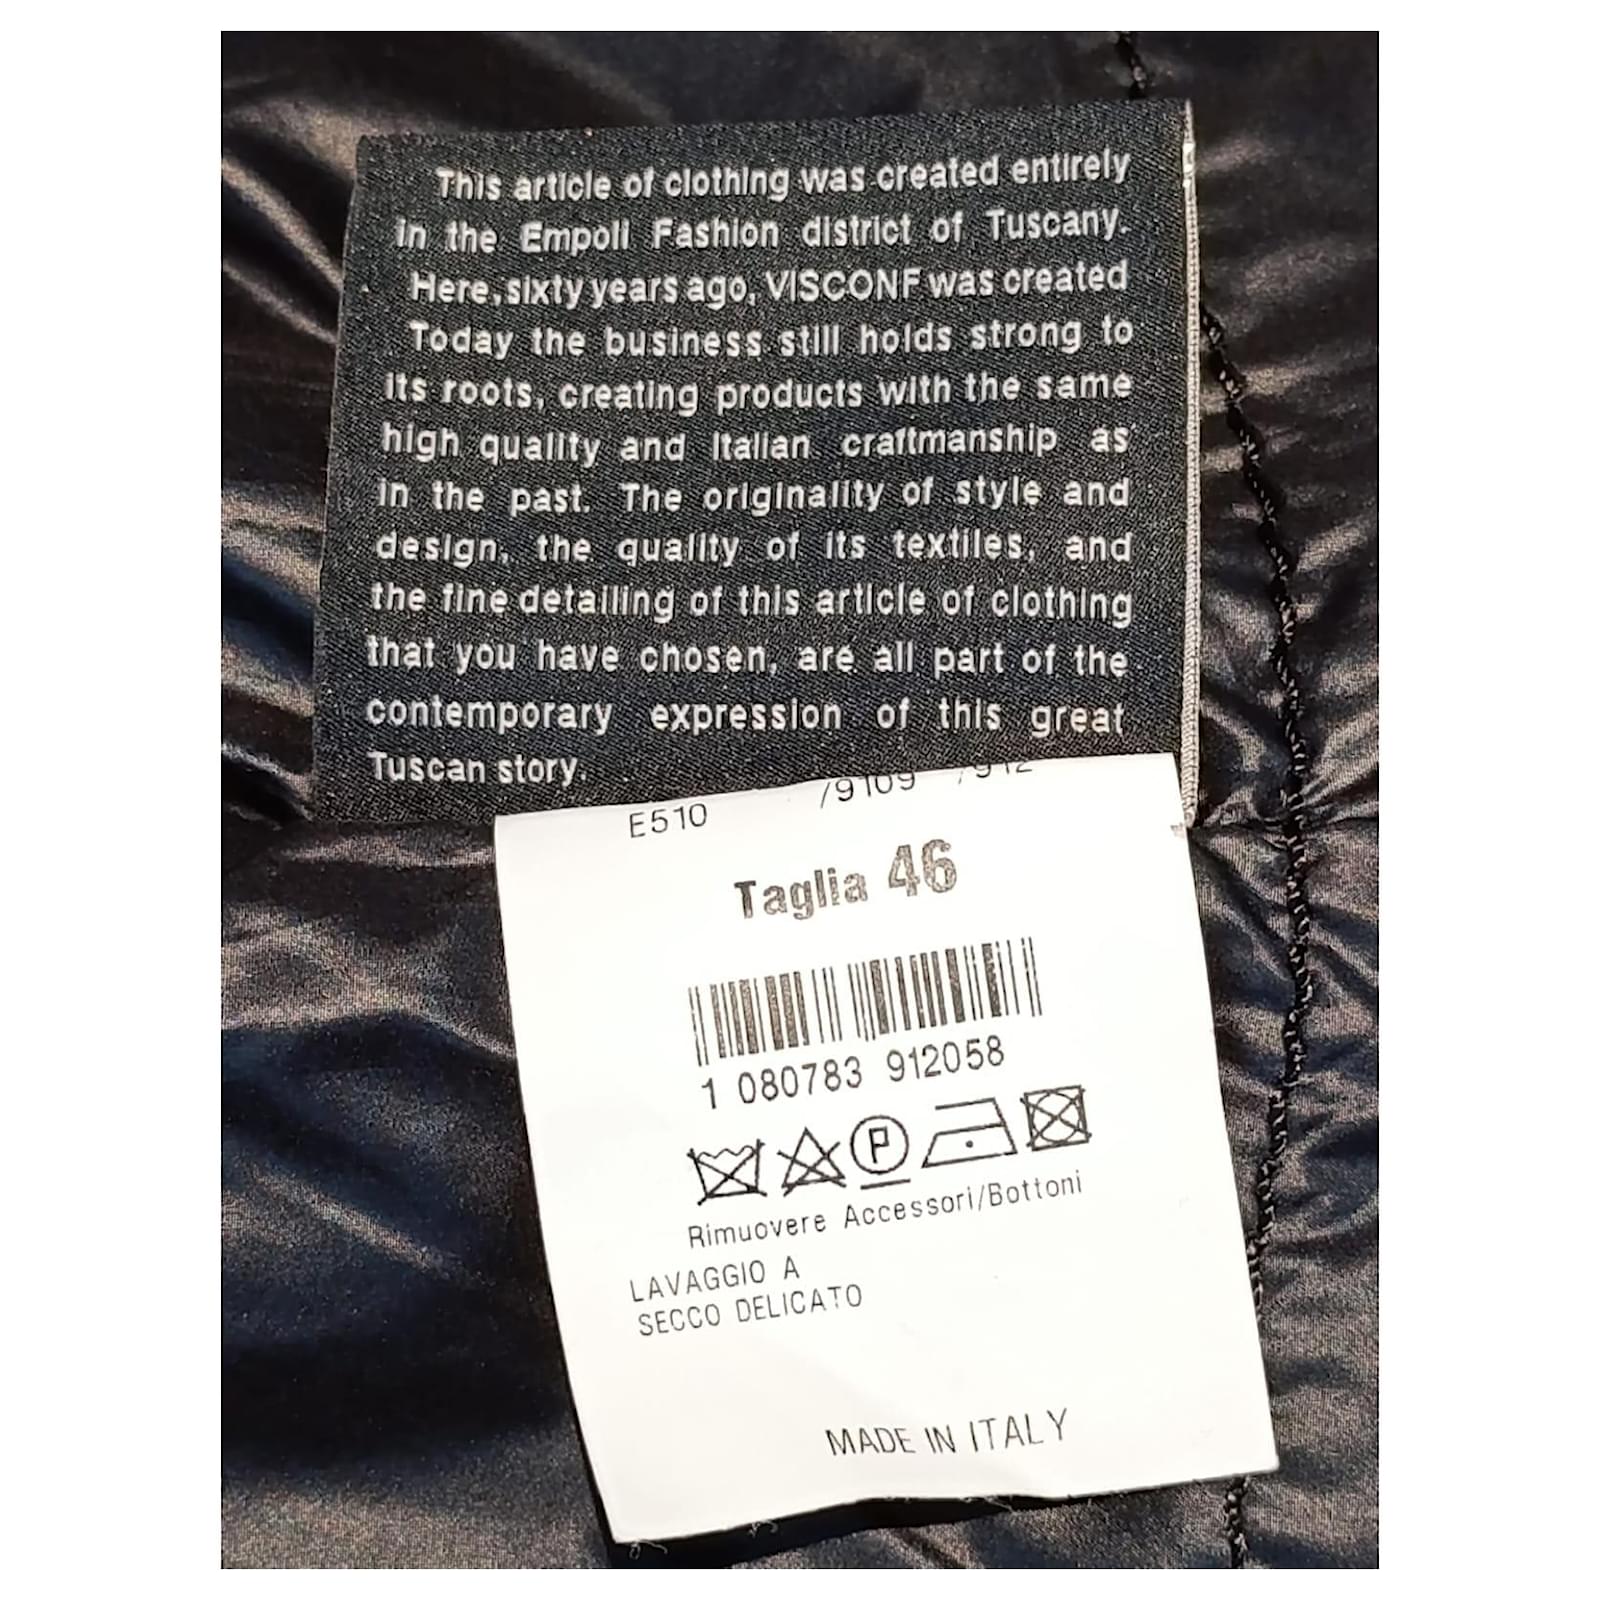 This article of clothing was created entirely
in the Empoli Fashion district of Tuscany.
Here, sixty years ago, VISCONF was created
Today the business still holds strong to
its roots, creating products with the same
high quality and Italian craftmanship as
in the past. The originality of style and
design, the quality of its textiles, and
the fine detailing of this article of clothing
that you have chosen, are all part of the
contemporary expression of this great
Tuscan story.
E510 /9109 /912
Taglia 46
1 080783 912058
P
Rimuovere Accessori/Bottoni
LAVAGGIO A
SECCO DELICATO
MADE IN ITALY